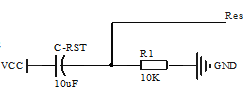 Res
C-RST
R1
VCC
GND
10uF
10K